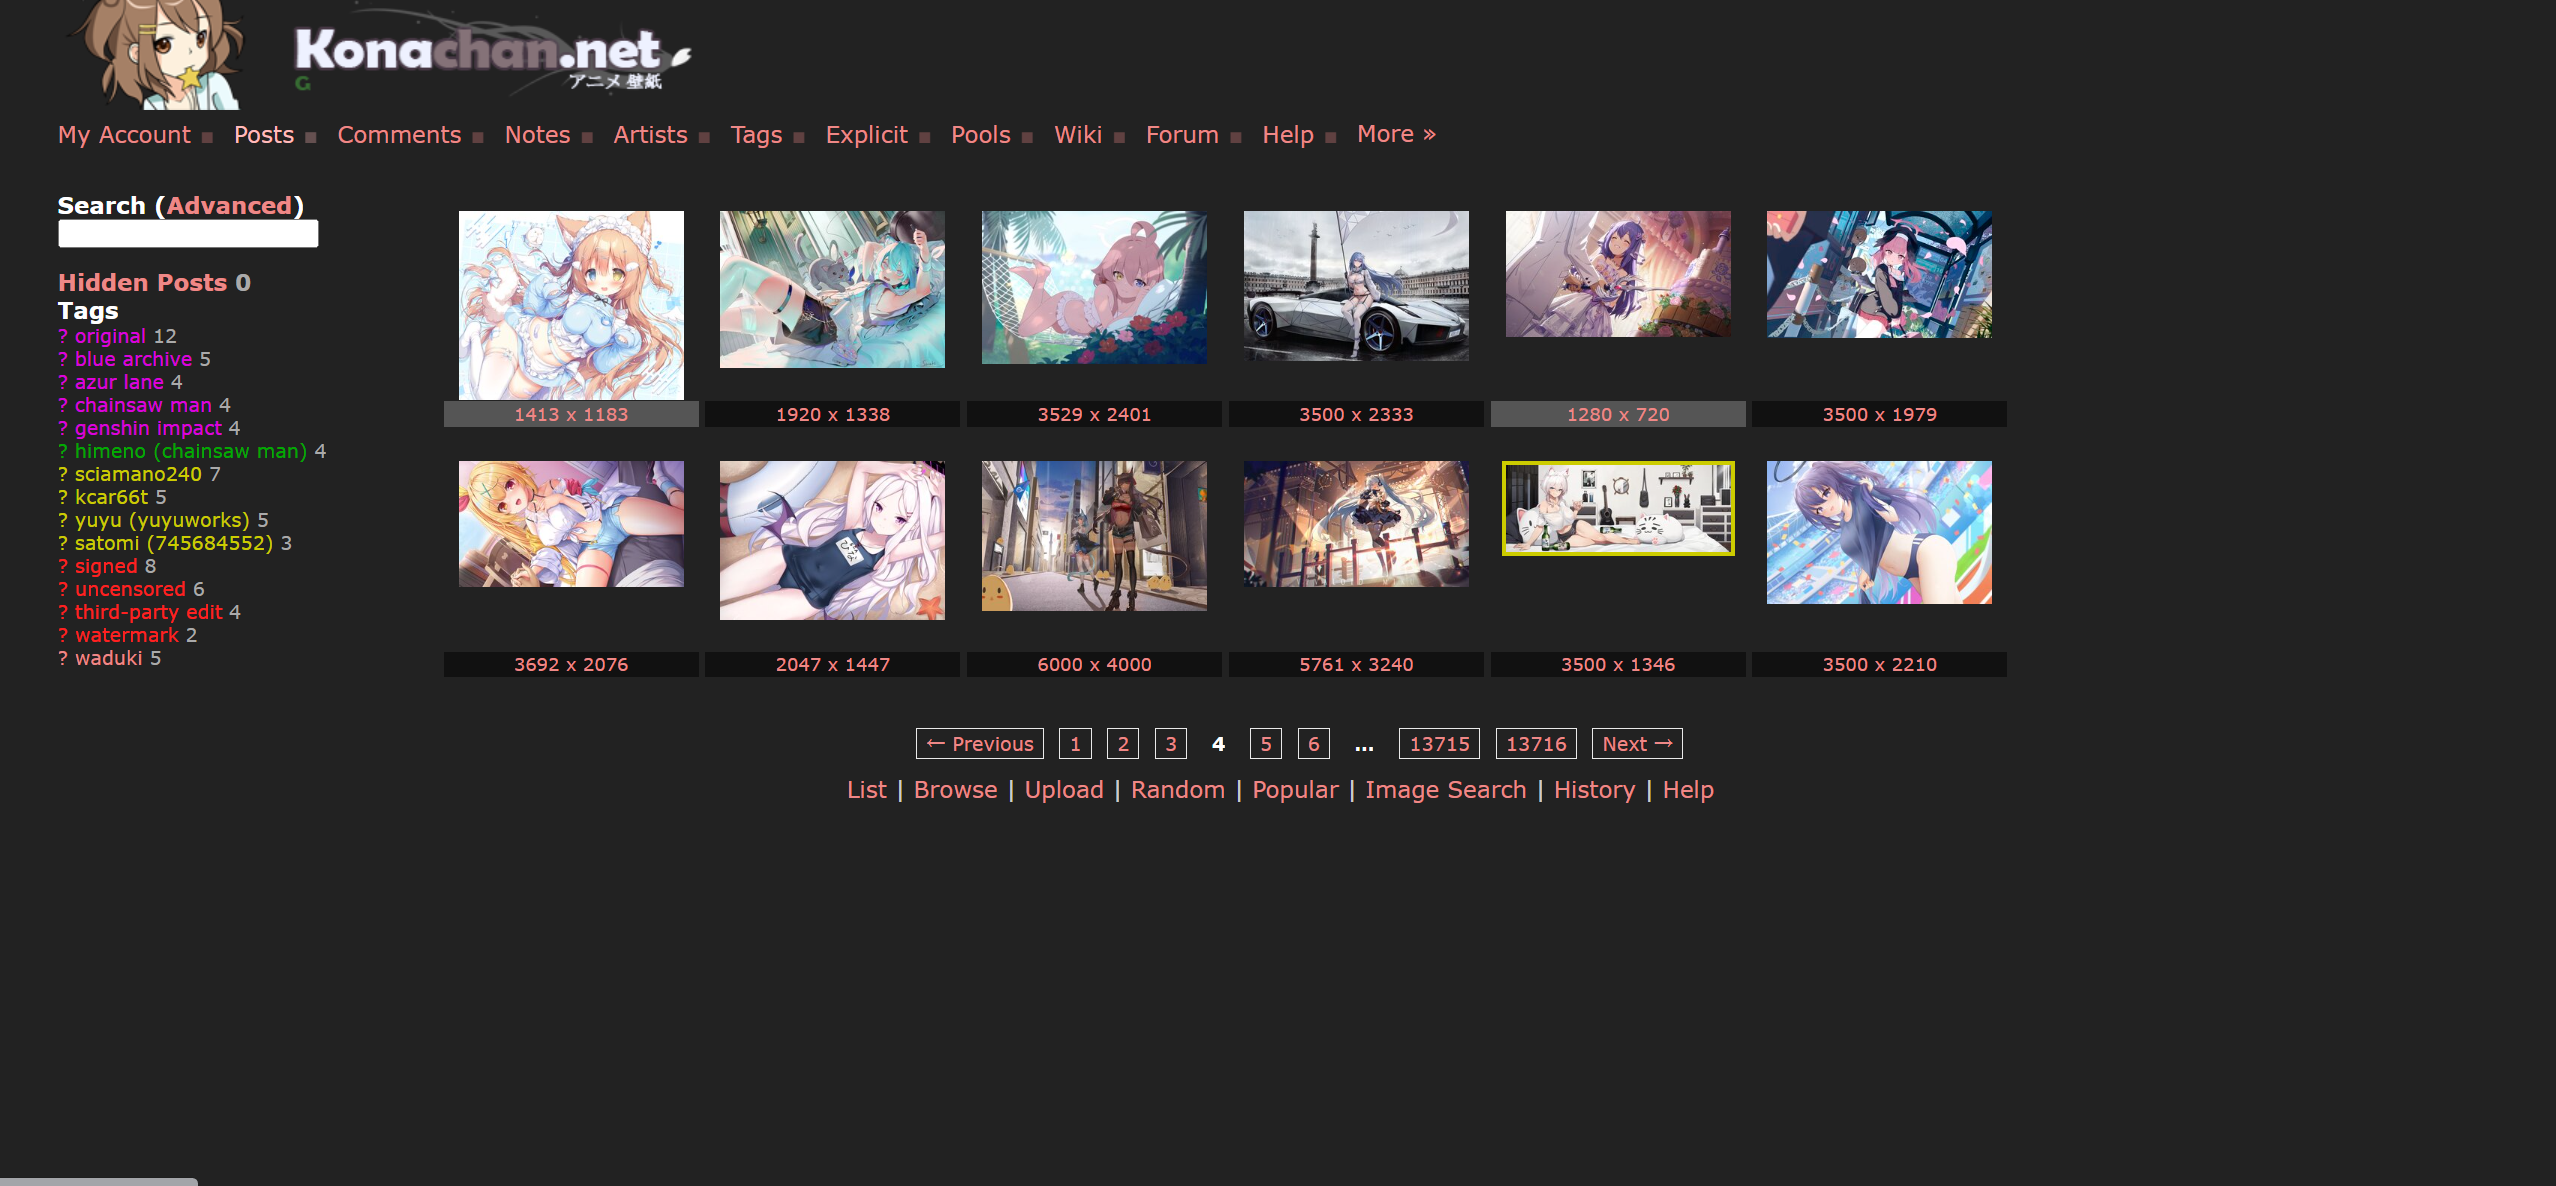 Konachan.net
G
アニメ 壁紙
My Account ■ Posts ■ Comments ■ Notes ■ Artists ■ Tags ■ Explicit ■ Pools ■ Wiki ■ Forum ■ Help ■ More »
Search (Advanced)
Hidden Posts 0
Tags
? original 12
? blue archive 5
? azur lane 4
? chainsaw man 4
? genshin impact 4
? himeno (chainsaw man) 4
? sciamano240 7
? kcar66t 5
? yuyu (yuyuworks) 5
? satomi (745684552) 3
? signed 8
? uncensored 6
? third-party edit 4
? watermark 2
? waduki 5
1413 x 1183
1920 x 1338
3529 x 2401
3500 x 2333
1280 x 720
3500 x 1979
3692 x 2076
2047 x 1447
6000 x 4000
5761 x 3240
3500 x 1346
3500 x 2210
← Previous 1 2 3 4 5 6 … 13715 13716 Next →
List | Browse | Upload | Random | Popular | Image Search | History | Help